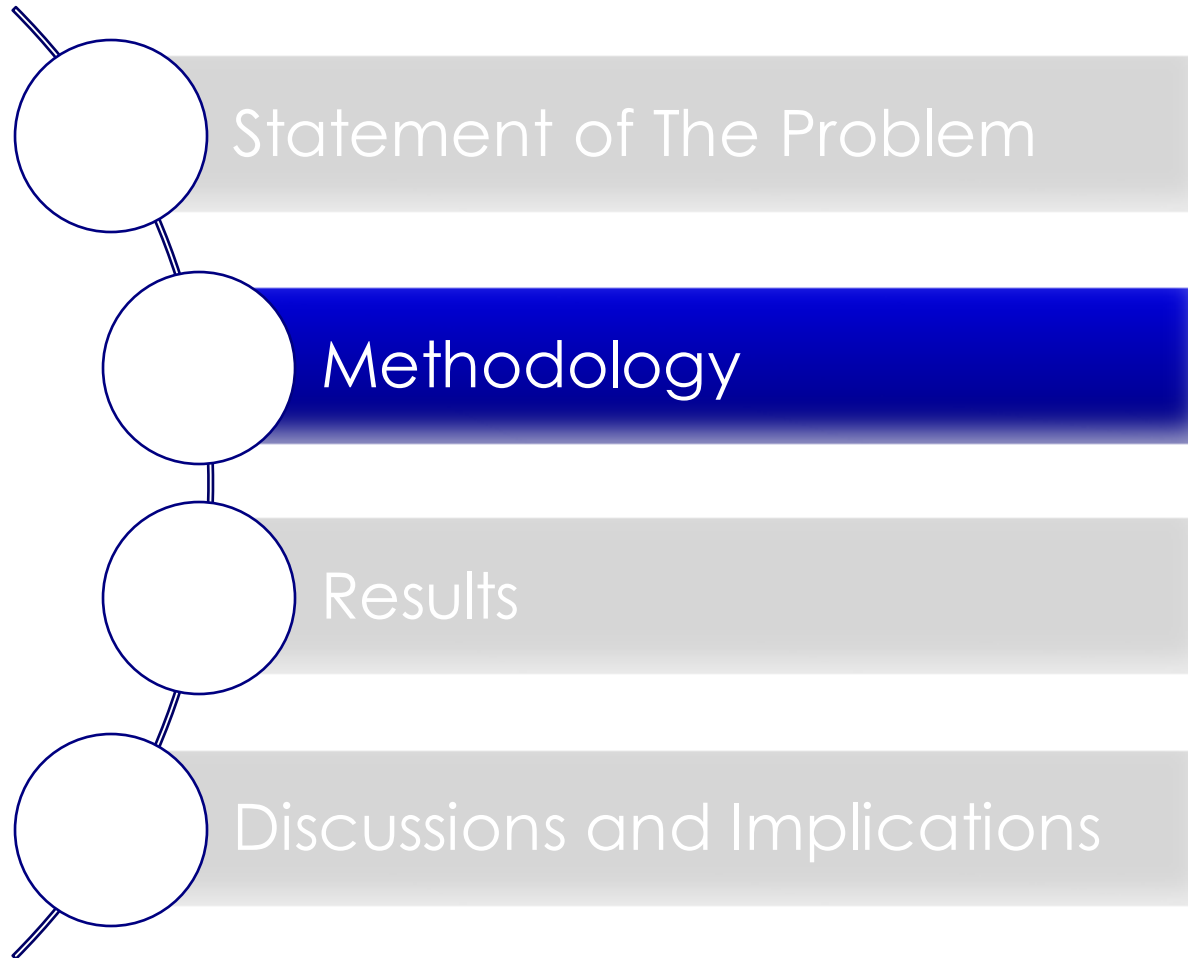 Statement of The Problem
Methodology
Results
Discussions and Implications